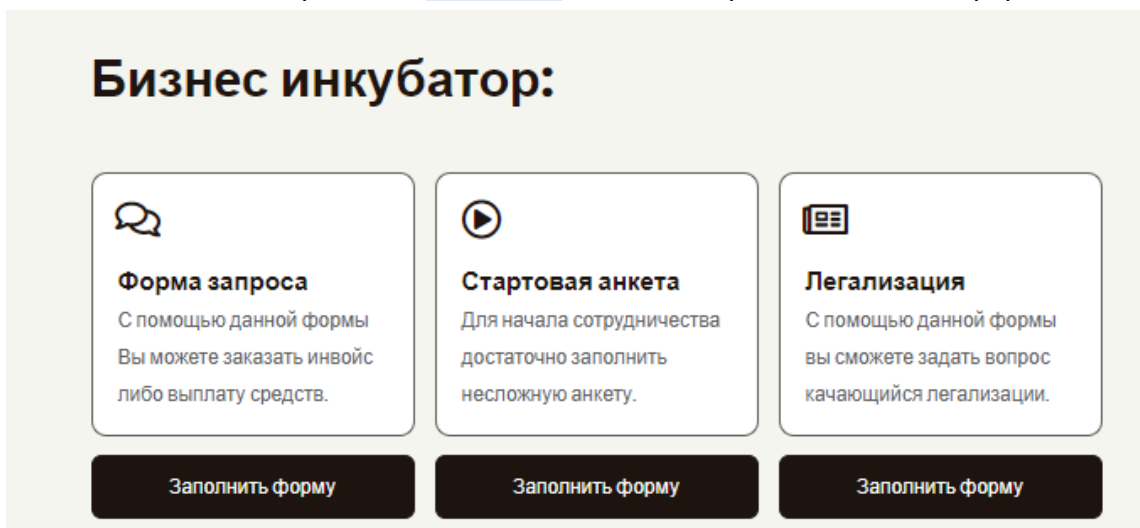 Бизнес инкубатор:
Форма запроса
С помощью данной формы
Вы можете заказать инвойс
либо выплату средств.
Заполнить форму
Стартовая анкета
Для начала сотрудничества
достаточно заполнить
несложную анкету.
Заполнить форму
Легализация
С помощью данной формы
вы сможете задать вопрос
качающийся легализации.
Заполнить форму